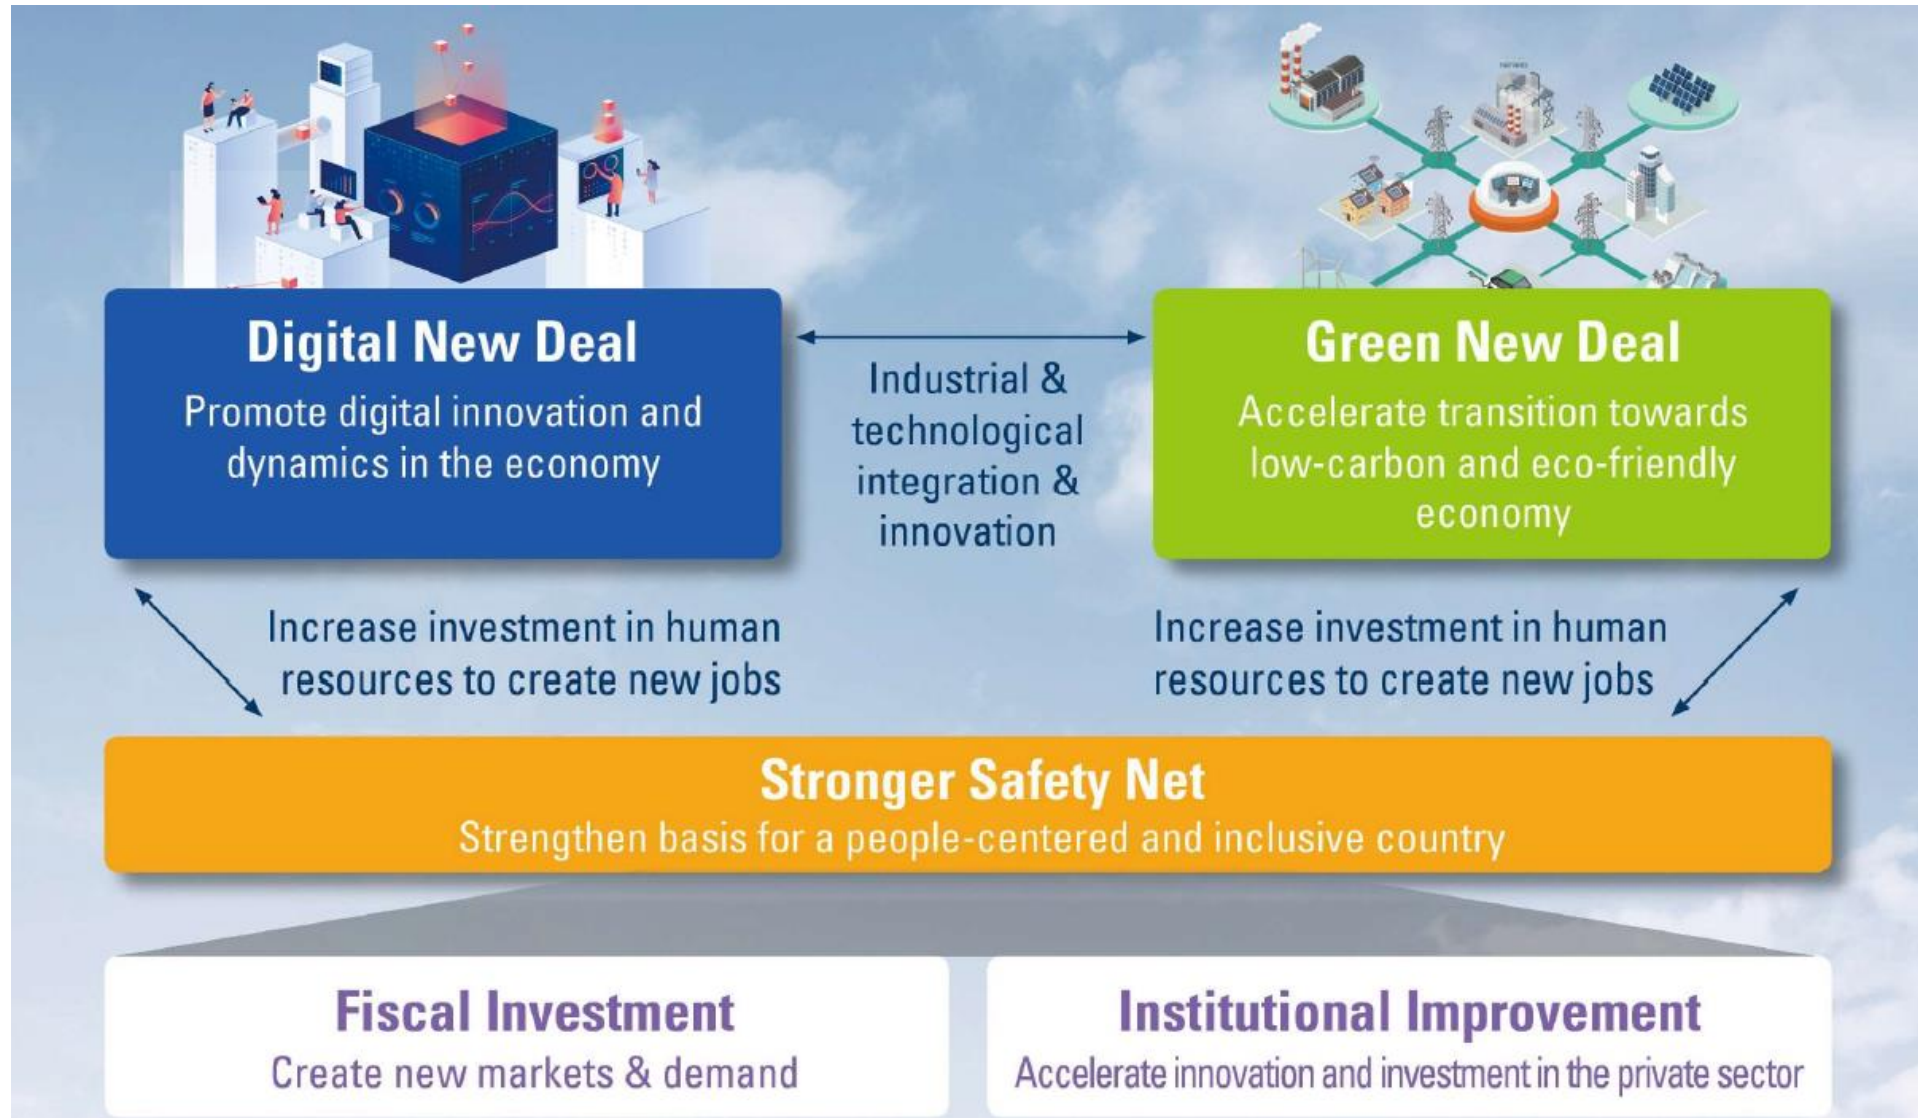 Digital New Deal
Promote digital innovation and
dynamics in the economy
Industrial &
technological
integration &
innovation
Green New Deal
Accelerate transition towards
low-carbon and eco-friendly
economy
Increase investment in human
resources to create new jobs
Increase investment in human
resources to create new jobs
Stronger Safety Net
Strengthen basis for a people-centered and inclusive country
Fiscal Investment
Create new markets & demand
Institutional Improvement
Accelerate innovation and investment in the private sector